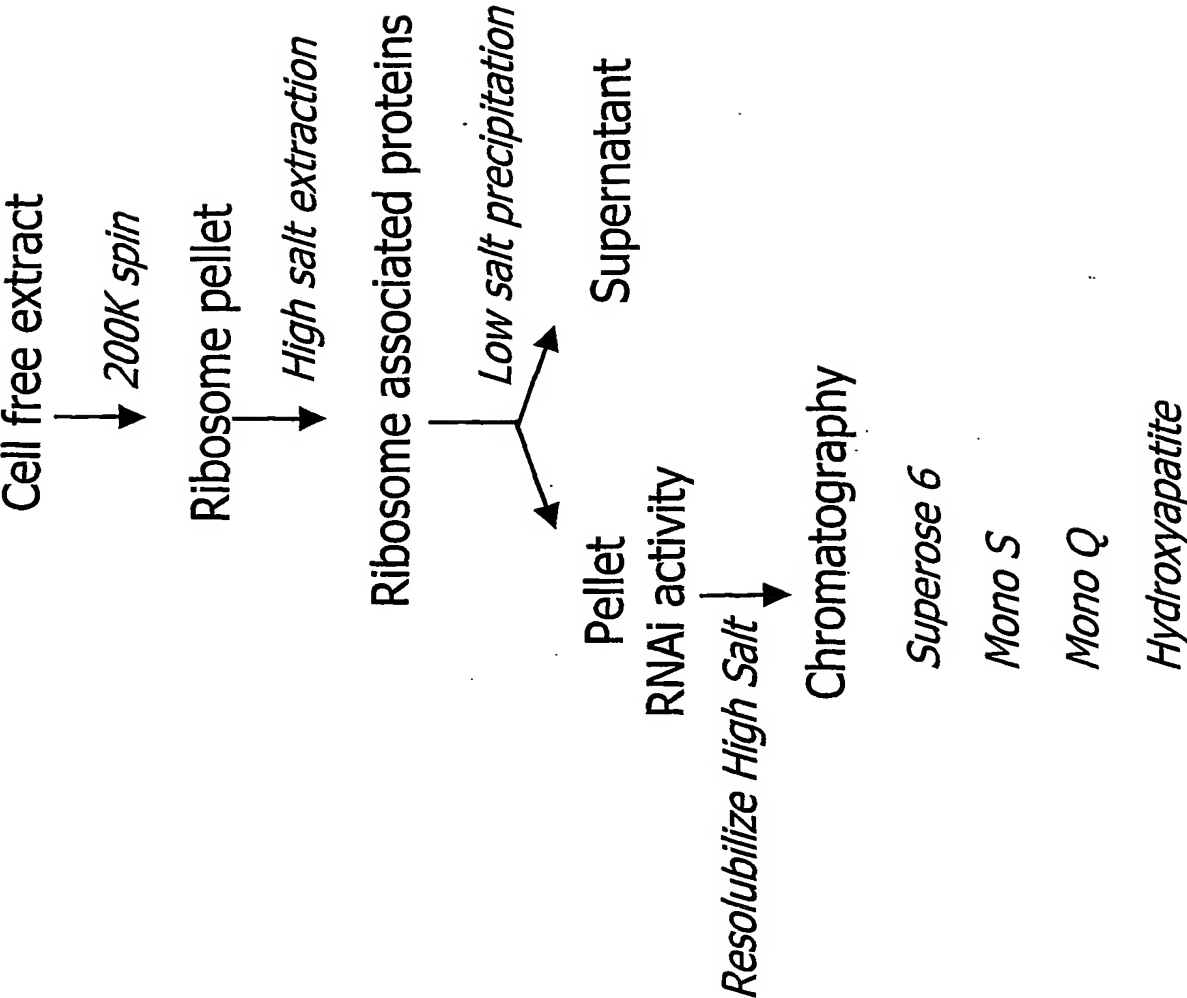 Cell free extract
200K spin
Ribosome pellet
High salt extraction
Ribosome associated proteins
Low salt precipitation
Pellet
Supernatant
RNAi activity
Resolubilize High Salt
Chromatography
Superose 6
Mono S
Mono Q
Hydroxyapatite